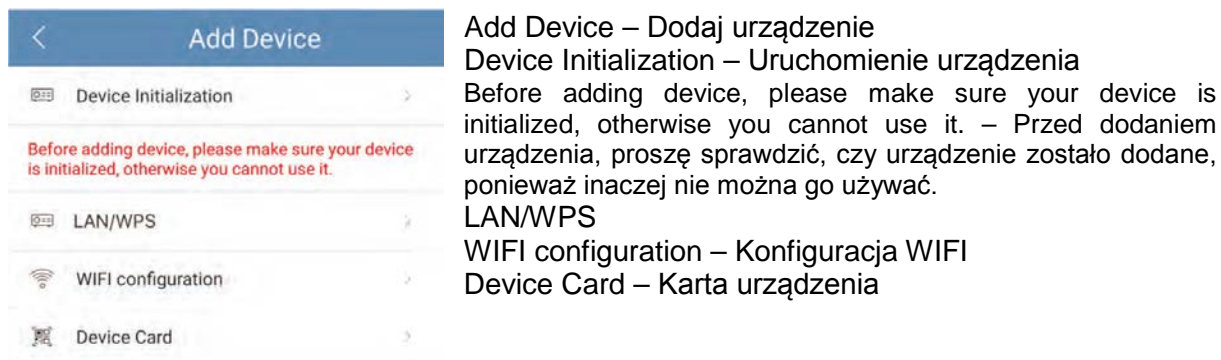 Add Device
Device Initialization
Before adding device, please make sure your device
is initialized, otherwise you cannot use it.
LAN/WPS
WIFI configuration
Device Card
Add Device – Dodaj urządzenie
Device Initialization – Uruchomienie urządzenia
Before adding device, please make sure your device is
initialized, otherwise you cannot use it. – Przed dodaniem
urządzenia, proszę sprawdzić, czy urządzenie zostało dodane,
ponieważ inaczej nie można go używać.
LAN/WPS
WIFI configuration – Konfiguracja WIFI
Device Card – Karta urządzenia